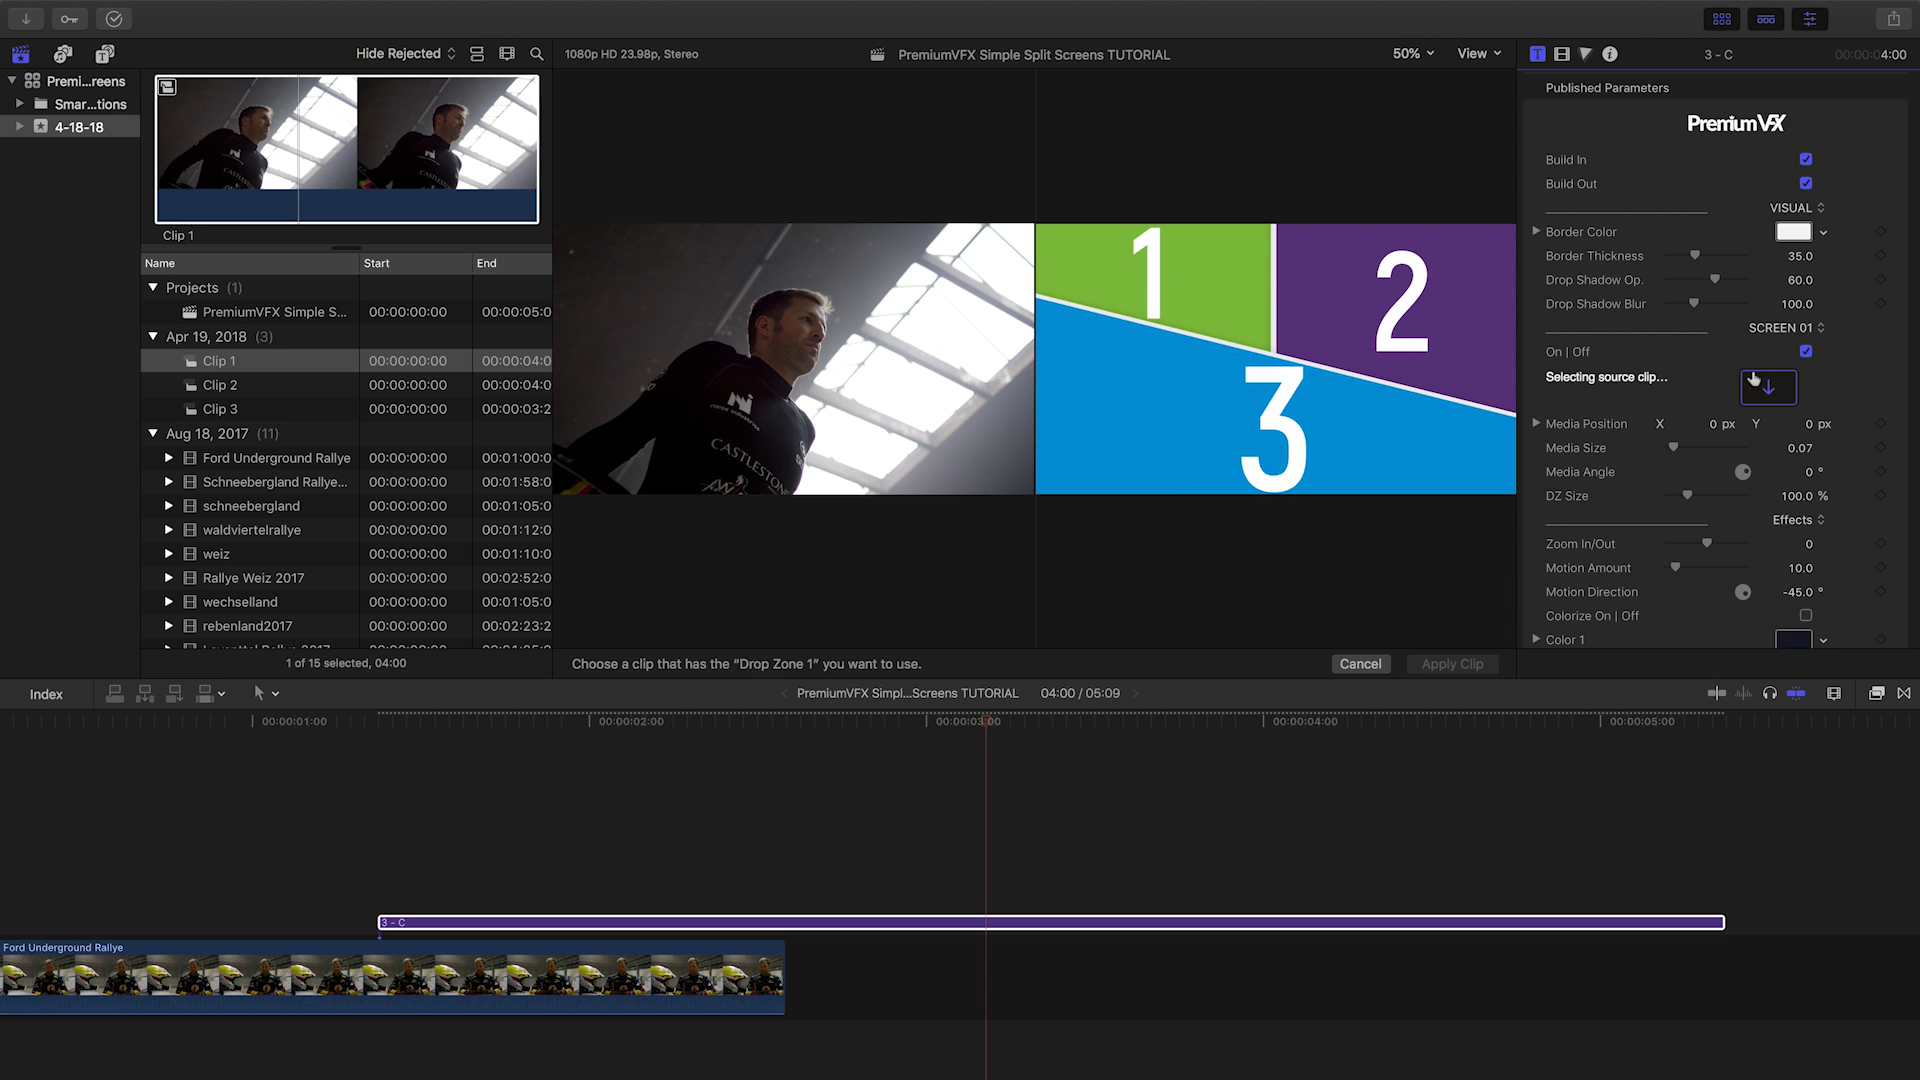 Hide Rejected
1080p HD 23.98p, Stereo
PremiumVFX Simple Split Screens TUTORIAL
50%
View
3 - C
00:00:04:00
Premi...reens
Smar...tions
4-18-18
Clip 1
Name Start End
Projects (1)
PremiumVFX Simple S... 00:00:00:00 00:00:05:0
Apr 19, 2018 (3)
Clip 1 00:00:00:00 00:00:04:0
Clip 2 00:00:00:00 00:00:04:0
Clip 3 00:00:00:00 00:00:03:2
Aug 18, 2017 (11)
Ford Underground Rallye 00:00:00:00 00:01:00:0
Schneebergland Rallye... 00:00:00:00 00:01:58:0
schneebergland 00:00:00:00 00:01:05:0
waldviertelrallye 00:00:00:00 00:01:12:0
weiz 00:00:00:00 00:01:10:0
Rallye Weiz 2017 00:00:00:00 00:02:52:0
wechselland 00:00:00:00 00:01:05:0
rebenland2017 00:00:00:00 00:02:23:2
1 of 15 selected, 04:00
CASTLESTONE
1
2
3
Choose a clip that has the “Drop Zone 1” you want to use.
Cancel
Apply Clip
Published Parameters
PremiumVFX
Build In
Build Out
VISUAL
Border Color
Border Thickness 35.0
Drop Shadow Op. 60.0
Drop Shadow Blur 100.0
SCREEN 01
On | Off
Selecting source clip...
Media Position X 0 px Y 0 px
Media Size 0.07
Media Angle 0 °
DZ Size 100.0 %
Effects
Zoom In/Out 0
Motion Amount 10.0
Motion Direction -45.0 °
Colorize On | Off
Color 1
Index
PremiumVFX Simpl...Screens TUTORIAL
04:00 / 05:09
00:00:01:00
00:00:02:00
00:00:03:00
00:00:04:00
00:00:05:00
3 - C
Ford Underground Rallye